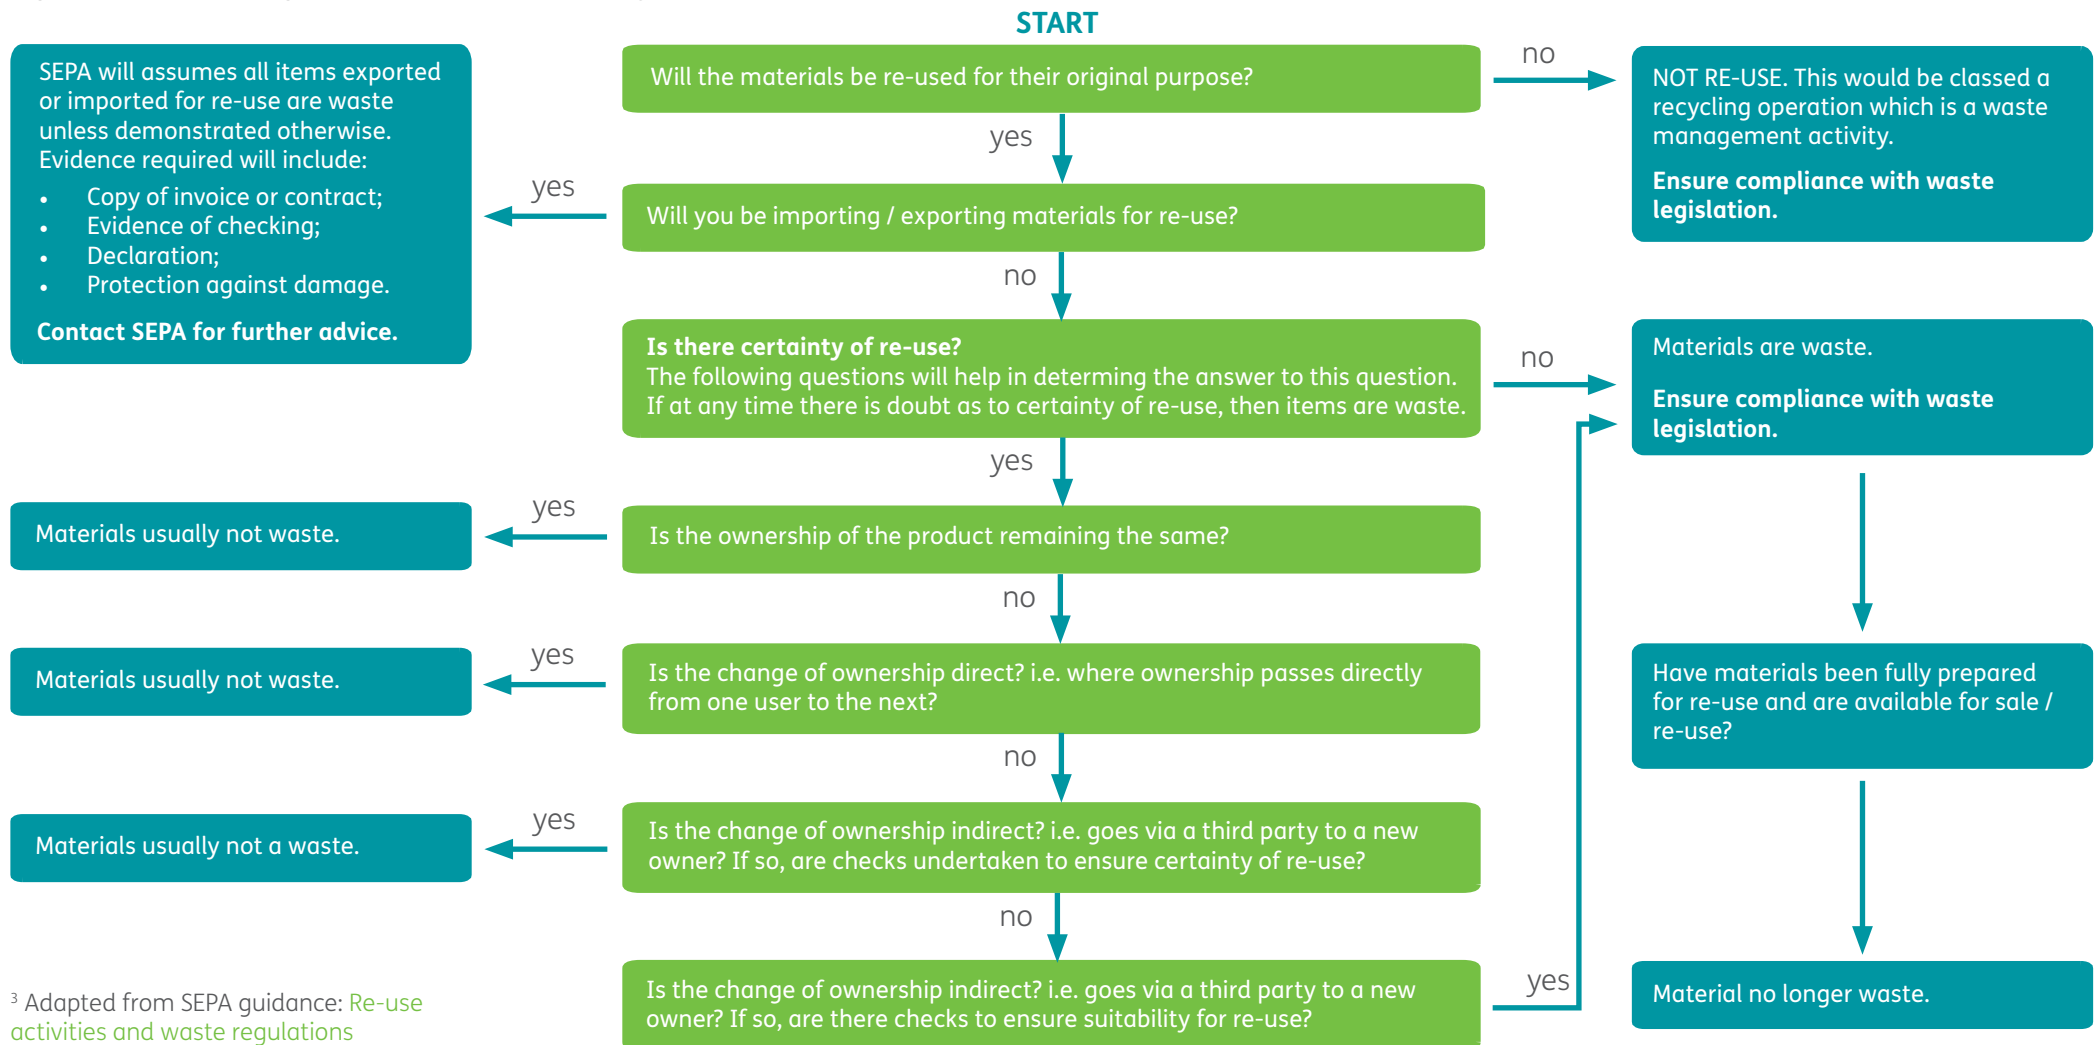 START
Will the materials be re-used for their original purpose?
no
NOT RE-USE. This would be classed a
recycling operation which is a waste
management activity.
Ensure compliance with waste
legislation.
yes
Will you be importing / exporting materials for re-use?
yes
SEPA will assumes all items exported
or imported for re-use are waste
unless demonstrated otherwise.
Evidence required will include:
• Copy of invoice or contract;
• Evidence of checking;
• Declaration;
• Protection against damage.
Contact SEPA for further advice.
no
Is there certainty of re-use?
The following questions will help in determing the answer to this question.
If at any time there is doubt as to certainty of re-use, then items are waste.
no
Materials are waste.
Ensure compliance with waste
legislation.
yes
Is the ownership of the product remaining the same?
yes
Materials usually not waste.
no
Is the change of ownership direct? i.e. where ownership passes directly
from one user to the next?
yes
Materials usually not waste.
Have materials been fully prepared
for re-use and are available for sale /
re-use?
no
Is the change of ownership indirect? i.e. goes via a third party to a new
owner? If so, are checks undertaken to ensure certainty of re-use?
yes
Materials usually not a waste.
no
Is the change of ownership indirect? i.e. goes via a third party to a new
owner? If so, are there checks to ensure suitability for re-use?
yes
Material no longer waste.
3 Adapted from SEPA guidance: Re-use
activities and waste regulations